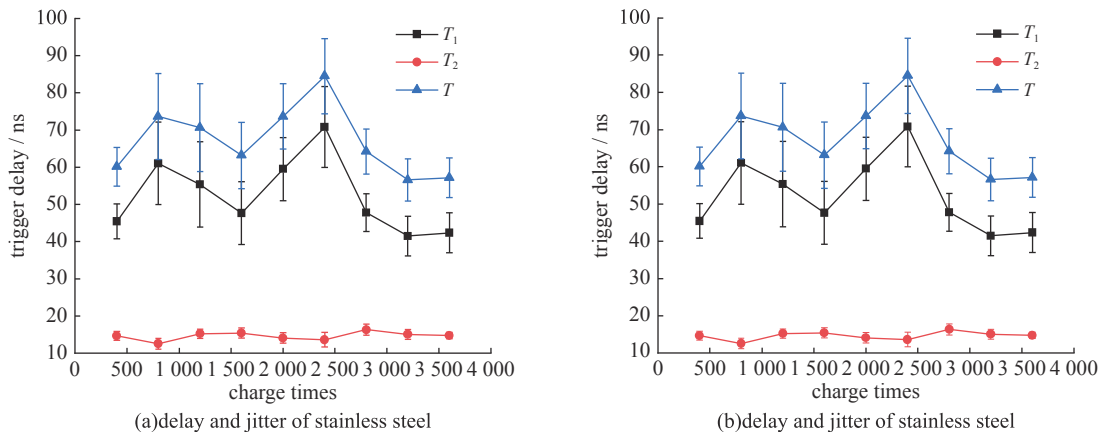 100
90
80
70
60
50
40
30
20
10
trigger delay / ns
T₁
T₂
T
0 500 1 000 1 500 2 000 2 500 3 000 3 500 4 000
charge times
(a)delay and jitter of stainless steel
100
90
80
70
60
50
40
30
20
10
trigger delay / ns
T₁
T₂
T
0 500 1 000 1 500 2 000 2 500 3 000 3 500 4 000
charge times
(b)delay and jitter of stainless steel